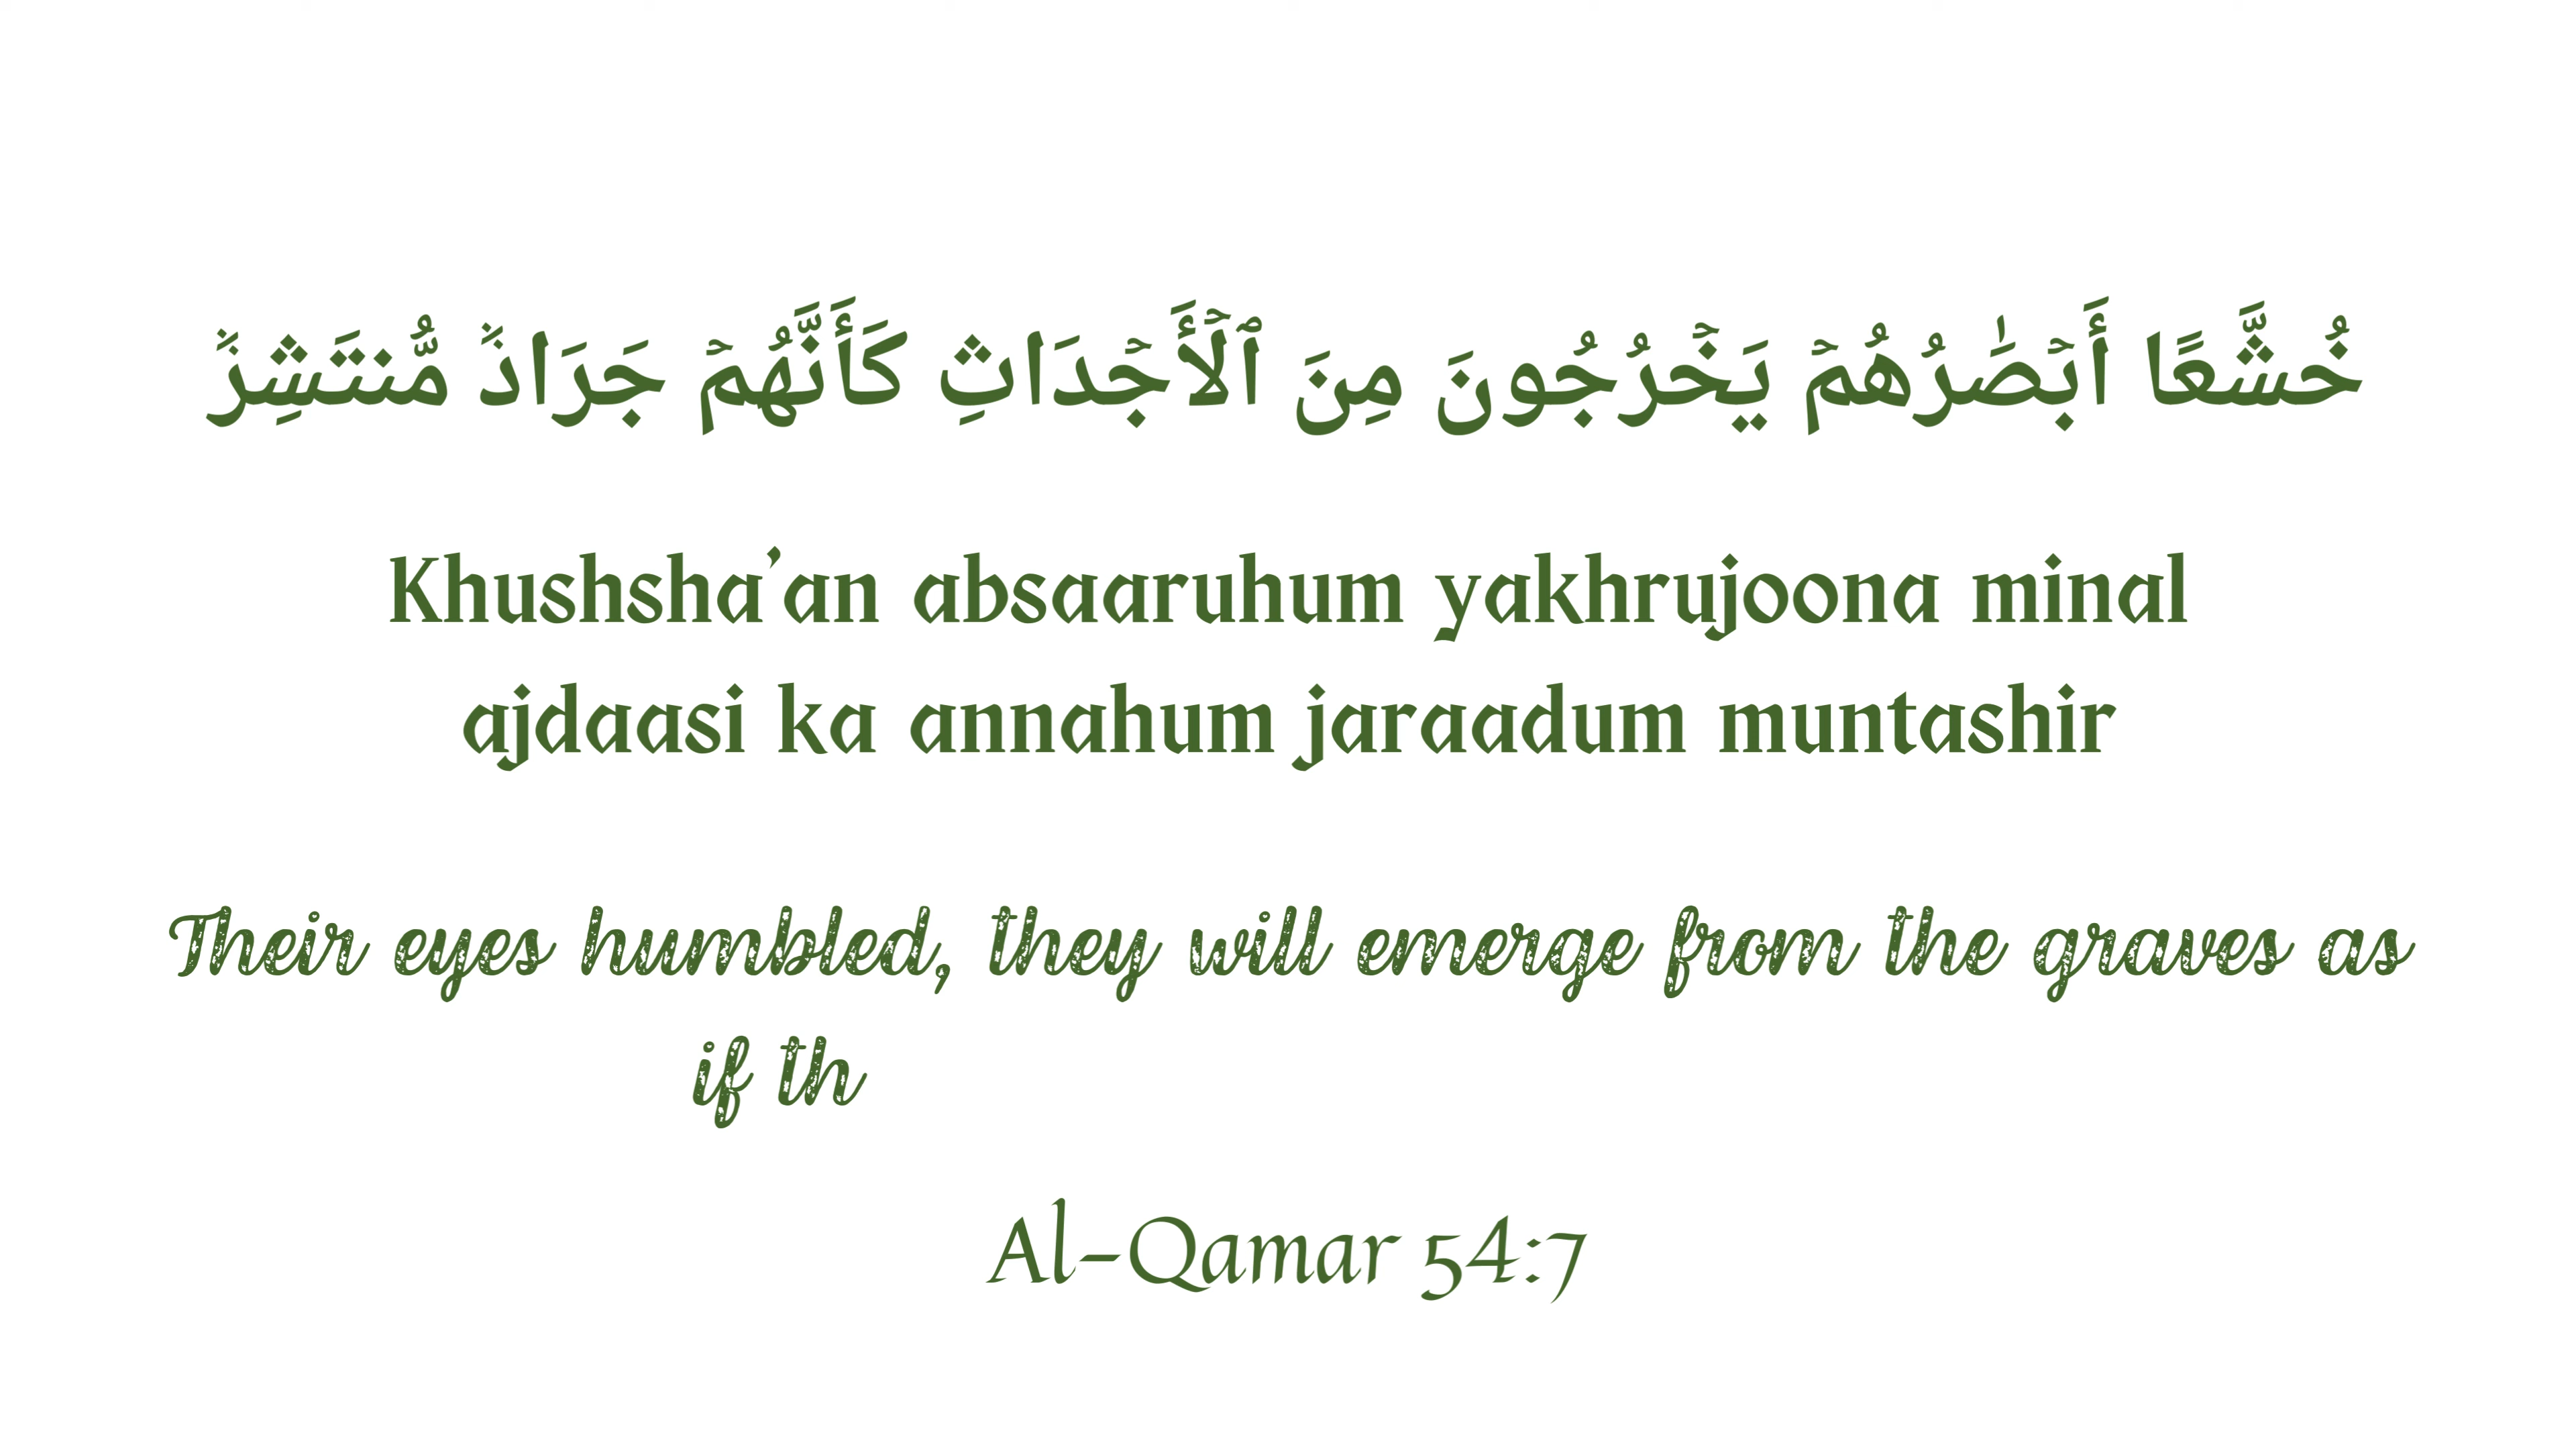 خُشَّعًا أَبۡصَٰرُهُمۡ يَخۡرُجُونَ مِنَ ٱلۡأَجۡدَاثِ كَأَنَّهُمۡ جَرَادٞ مُّنتَشِرٞ
Khushsha'an absaaruhum yakhrujoona minal
ajdaasi ka annahum jaraadum muntashir
Their eyes humbled, they will emerge from the graves as
if th
Al-Qamar 54:7